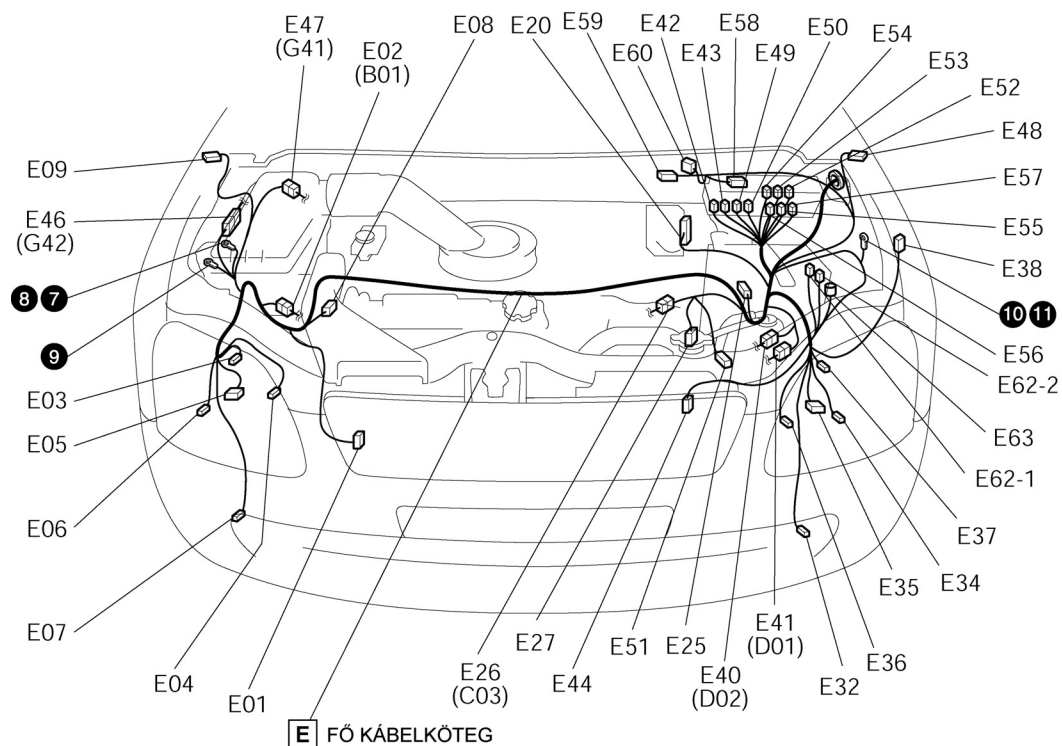 E47
(G41)
E02
(B01)
E08
E20
E59
E60
E42
E43
E58
E49
E50
E54
E53
E52
E48
E09
E46
(G42)
E57
E55
E38
8 7
9
10 11
E56
E62-2
E63
E62-1
E03
E05
E06
E07
E04
E01
E37
E34
E35
E36
E32
E41
(D01)
E40
(D02)
E25
E51
E44
E27
E26
(C03)
E FŐ KÁBELKÖTEG